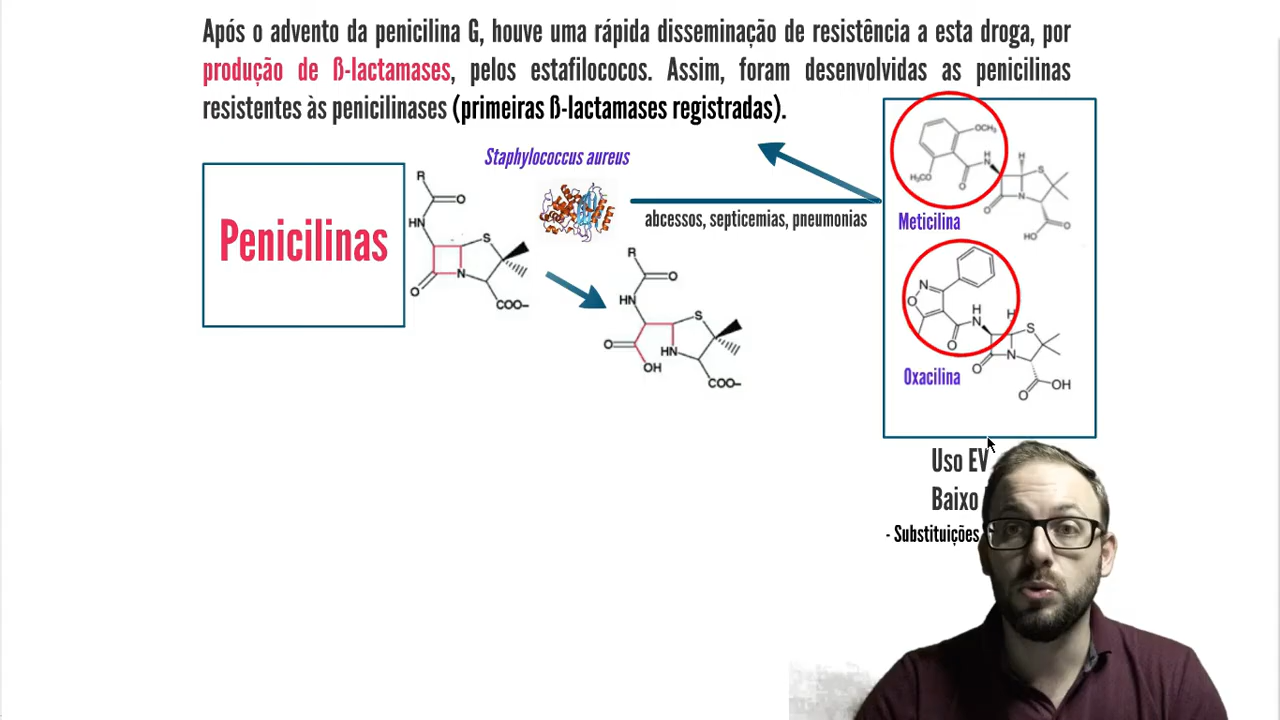 Após o advento da penicilina G, houve uma rápida disseminação de resistência a esta droga, por
produção de ß-lactamases, pelos estafilococos. Assim, foram desenvolvidas as penicilinas
resistentes às penicilinases (primeiras ß-lactamases registradas).
Staphylococcus aureus
Penicilinas
abcessos, septicemias, pneumonias
R
O
HN
S
N
O
COO–
R
O
HN
S
O
HN
OH
COO–
OCH₃
H₃CO
O
H
N
H
S
N
O
O
HO
Meticilina
N
O
O
H
N
H
S
N
O
O
OH
Oxacilina
Uso EV
Baixo
- Substituições